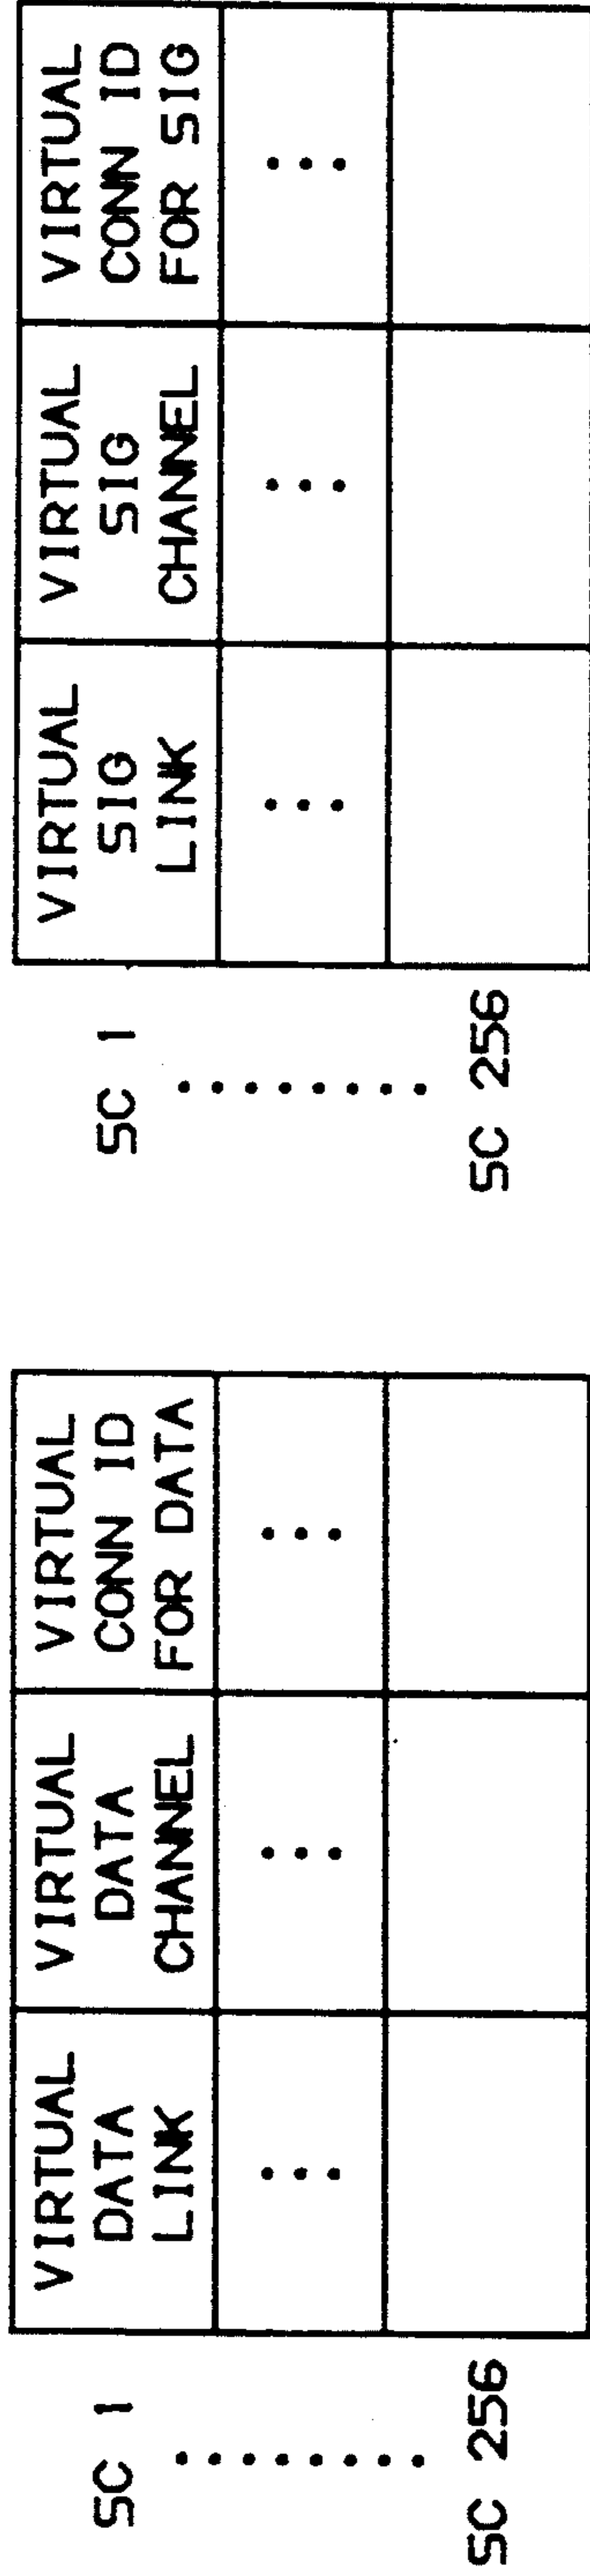 SC 1
VIRTUAL
DATA
LINK
VIRTUAL
DATA
CHANNEL
VIRTUAL
CONN ID
FOR DATA
SC 256
SC 1
VIRTUAL
SIG
LINK
VIRTUAL
SIG
CHANNEL
VIRTUAL
CONN ID
FOR SIG
SC 256